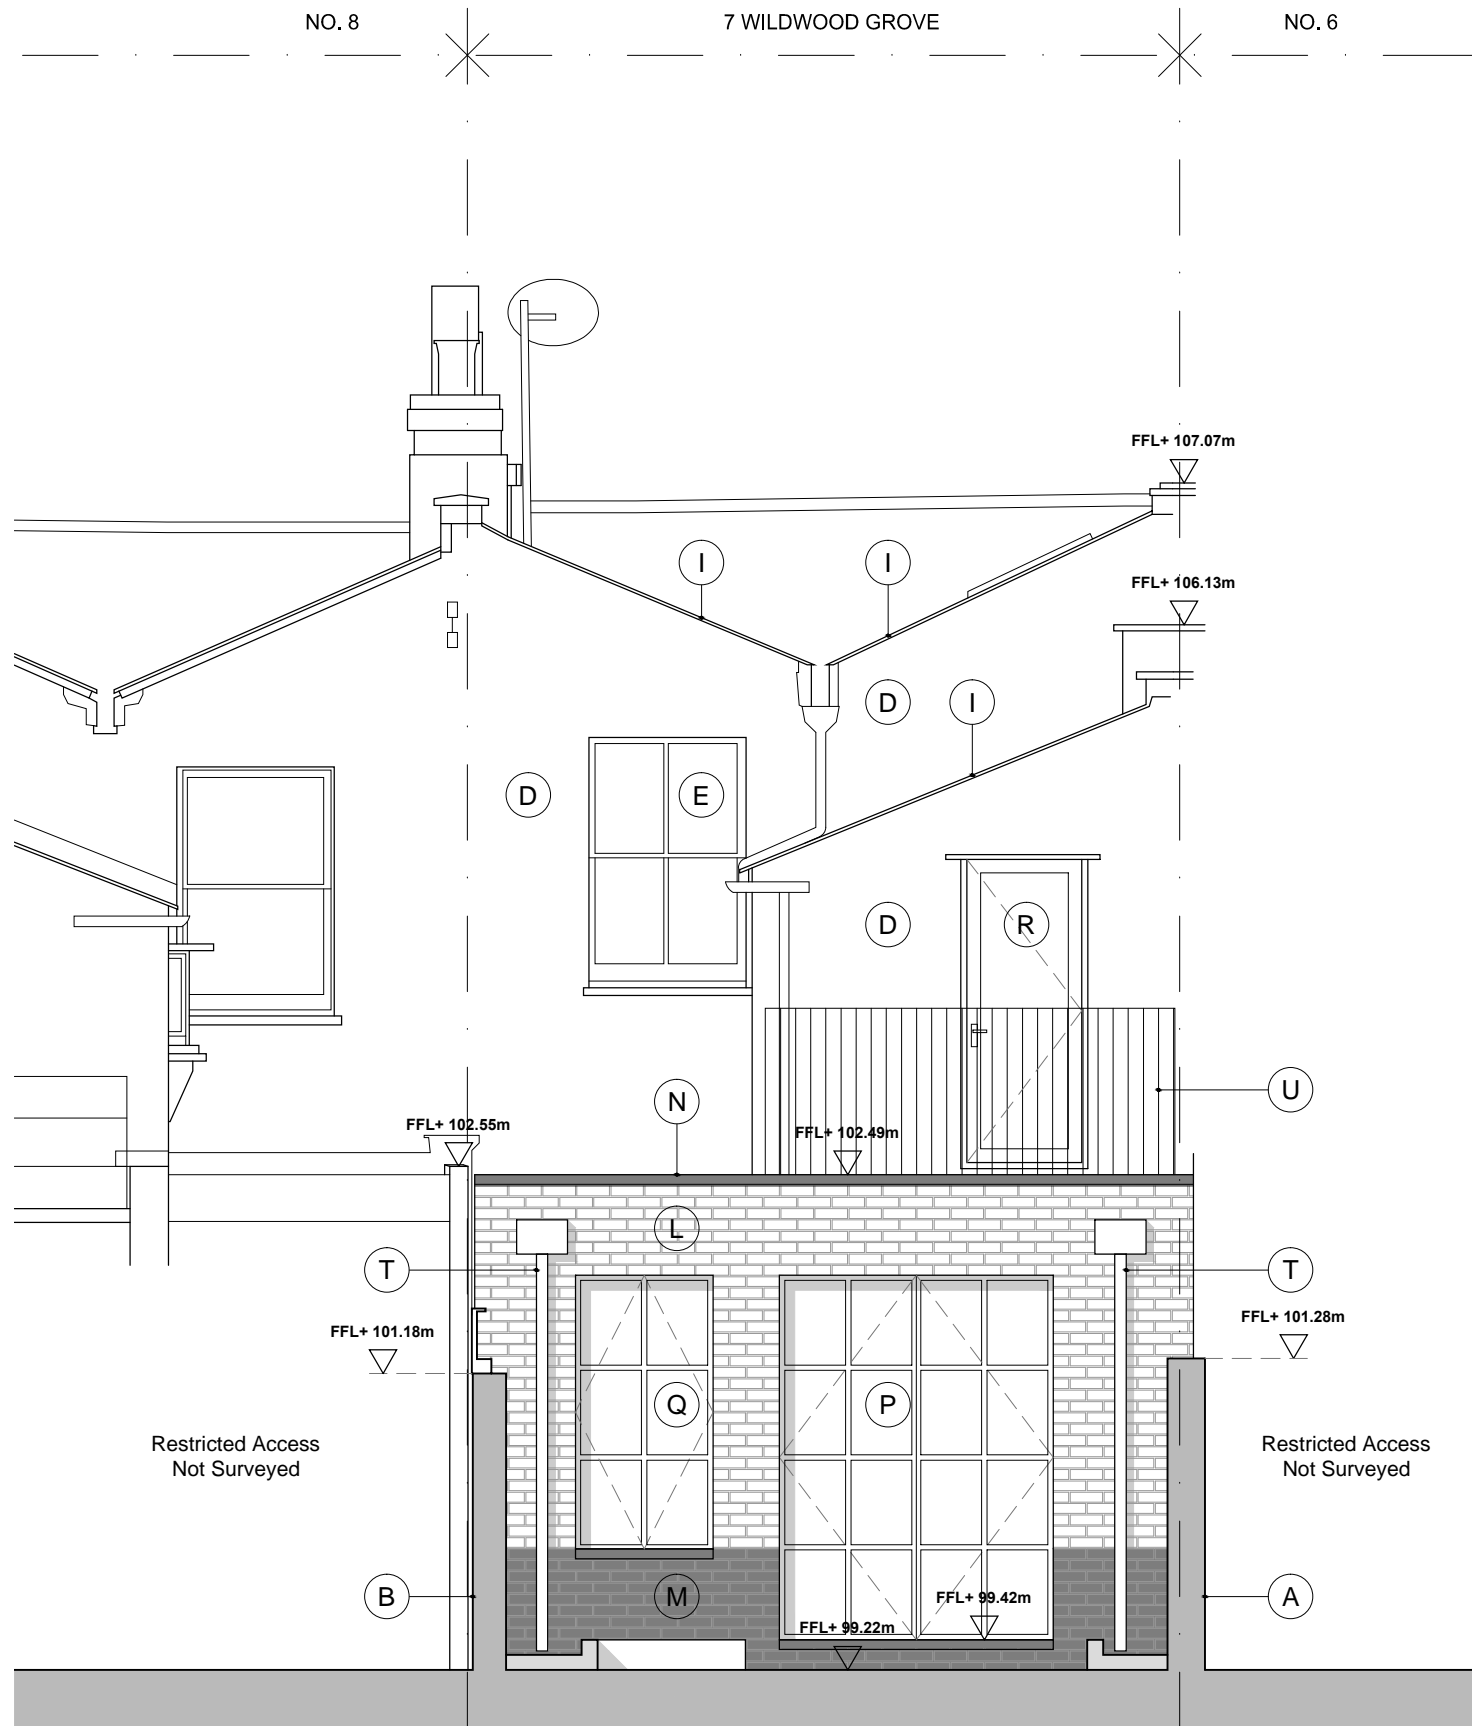 NO. 8
7 WILDWOOD GROVE
NO. 6
FFL+ 107.07m
I
I
FFL+ 106.13m
D
I
D
E
D
R
U
N
FFL+ 102.55m
FFL+ 102.49m
L
T
T
FFL+ 101.18m
FFL+ 101.28m
Q
P
Restricted Access
Not Surveyed
Restricted Access
Not Surveyed
B
M
A
FFL+ 99.42m
FFL+ 99.22m